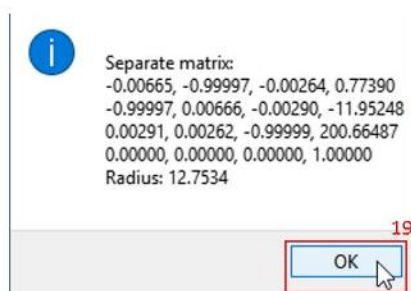 Separate matrix:
-0.00665, -0.99997, -0.00264, 0.77390
-0.99997, 0.00666, -0.00290, -11.95248
0.00291, 0.00262, -0.99999, 200.66487
0.00000, 0.00000, 0.00000, 1.00000
Radius: 12.7534
19
OK